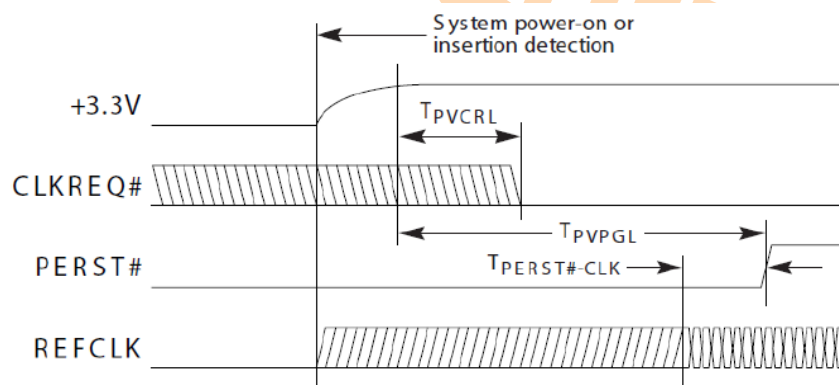 System power-on or
insertion detection
+3.3V
TPVCRL
CLKREQ#
TPVPGL
PERST#
TPERST#-CLK
REFCLK